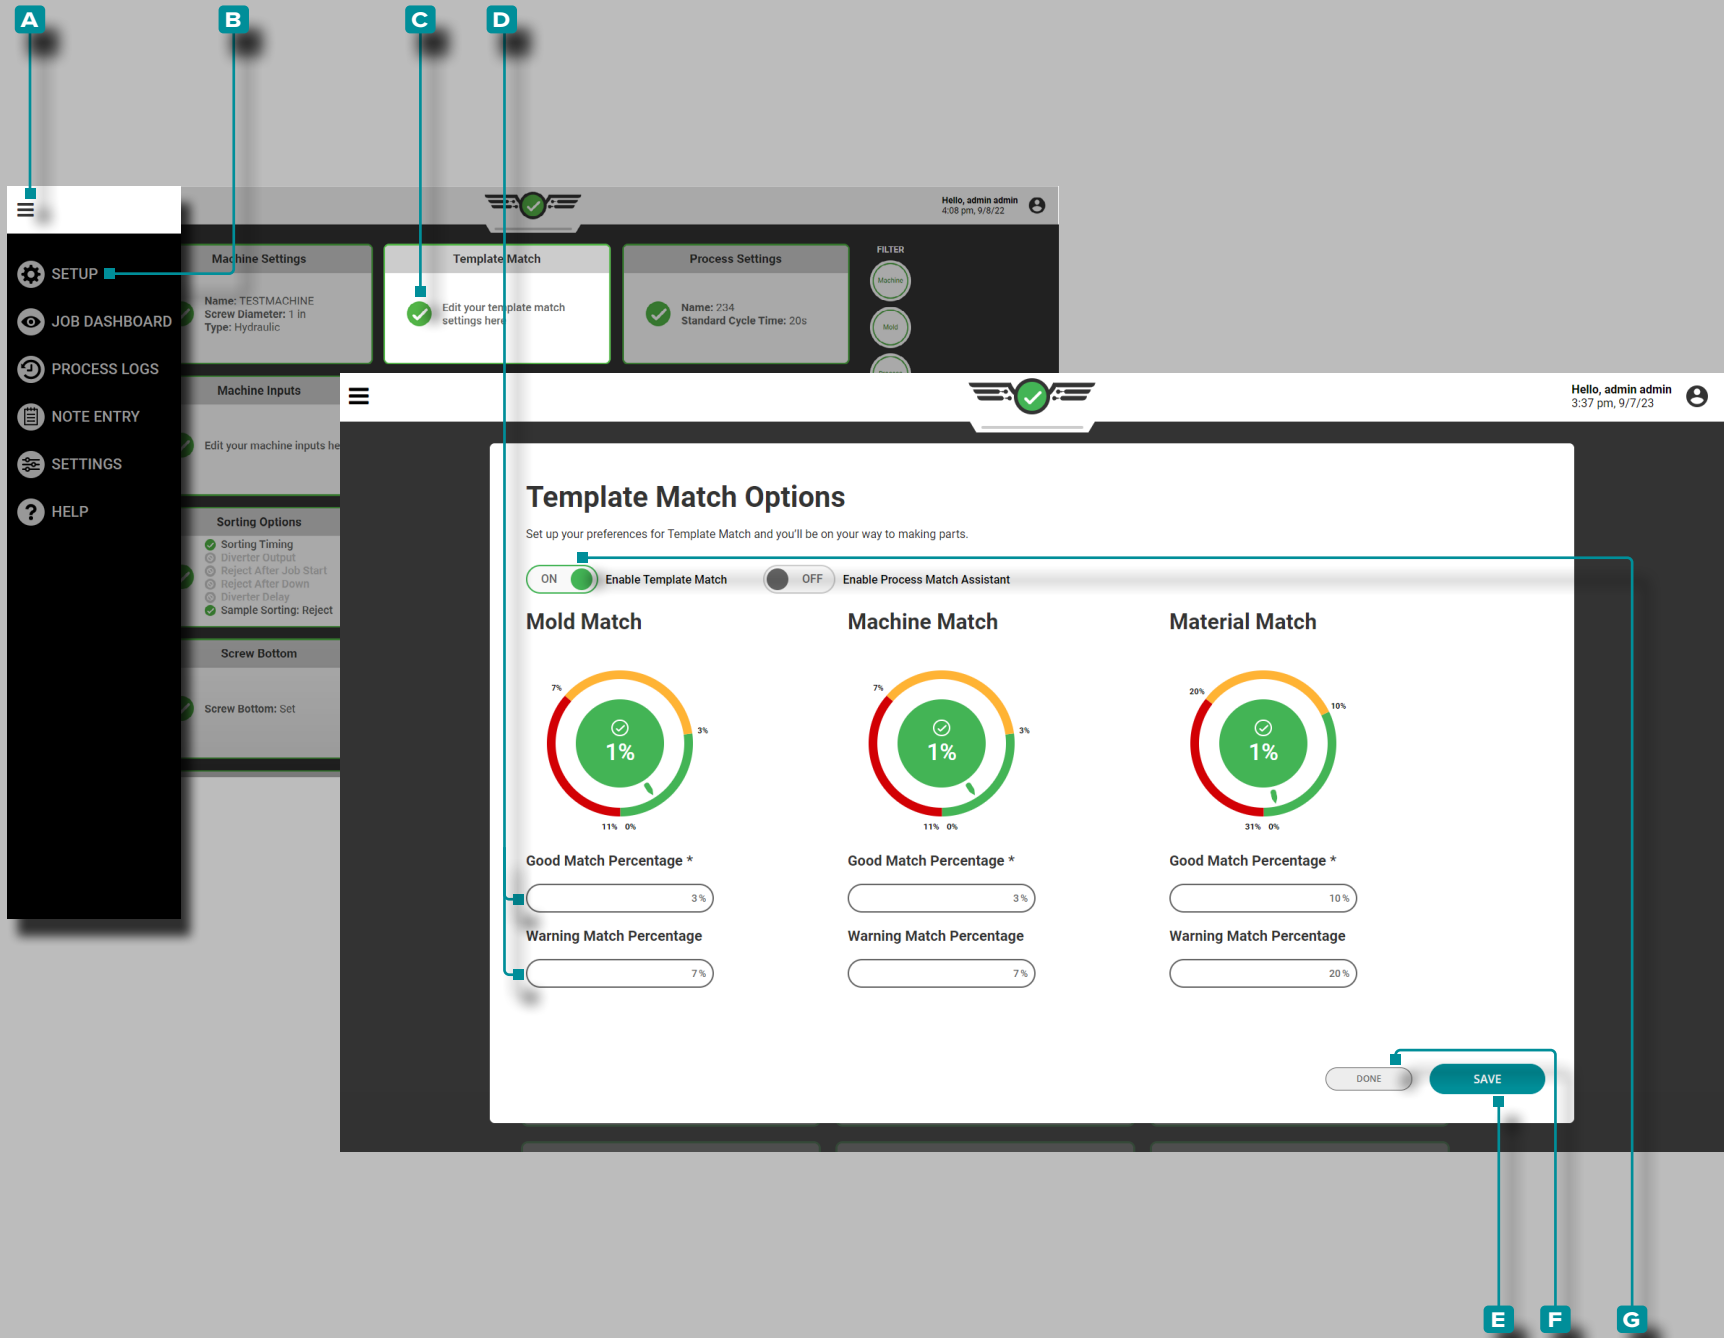 A
B
C
D
Hello, admin admin
4:08 pm, 9/8/22
SETUP
JOB DASHBOARD
PROCESS LOGS
NOTE ENTRY
SETTINGS
HELP
Machine Settings
Name: TESTMACHINE
Screw Diameter: 1 in
Type: Hydraulic
Template Match
Edit your template match
settings here
Process Settings
Name: 234
Standard Cycle Time: 20s
FILTER
Machine
Mold
Machine Inputs
Edit your machine inputs he
Sorting Options
Sorting Timing
Diverter Output
Reject After Job Start
Reject After Down
Diverter Delay
Sample Sorting: Reject
Screw Bottom
Screw Bottom: Set
Hello, admin admin
3:37 pm, 9/7/23
Template Match Options
Set up your preferences for Template Match and you'll be on your way to making parts.
ON Enable Template Match
OFF Enable Process Match Assistant
Mold Match
7%
3%
1%
11% 0%
Good Match Percentage *
3%
Warning Match Percentage
7%
Machine Match
7%
3%
1%
11% 0%
Good Match Percentage *
3%
Warning Match Percentage
7%
Material Match
20%
10%
1%
31% 0%
Good Match Percentage *
10%
Warning Match Percentage
20%
DONE
SAVE
E
F
G